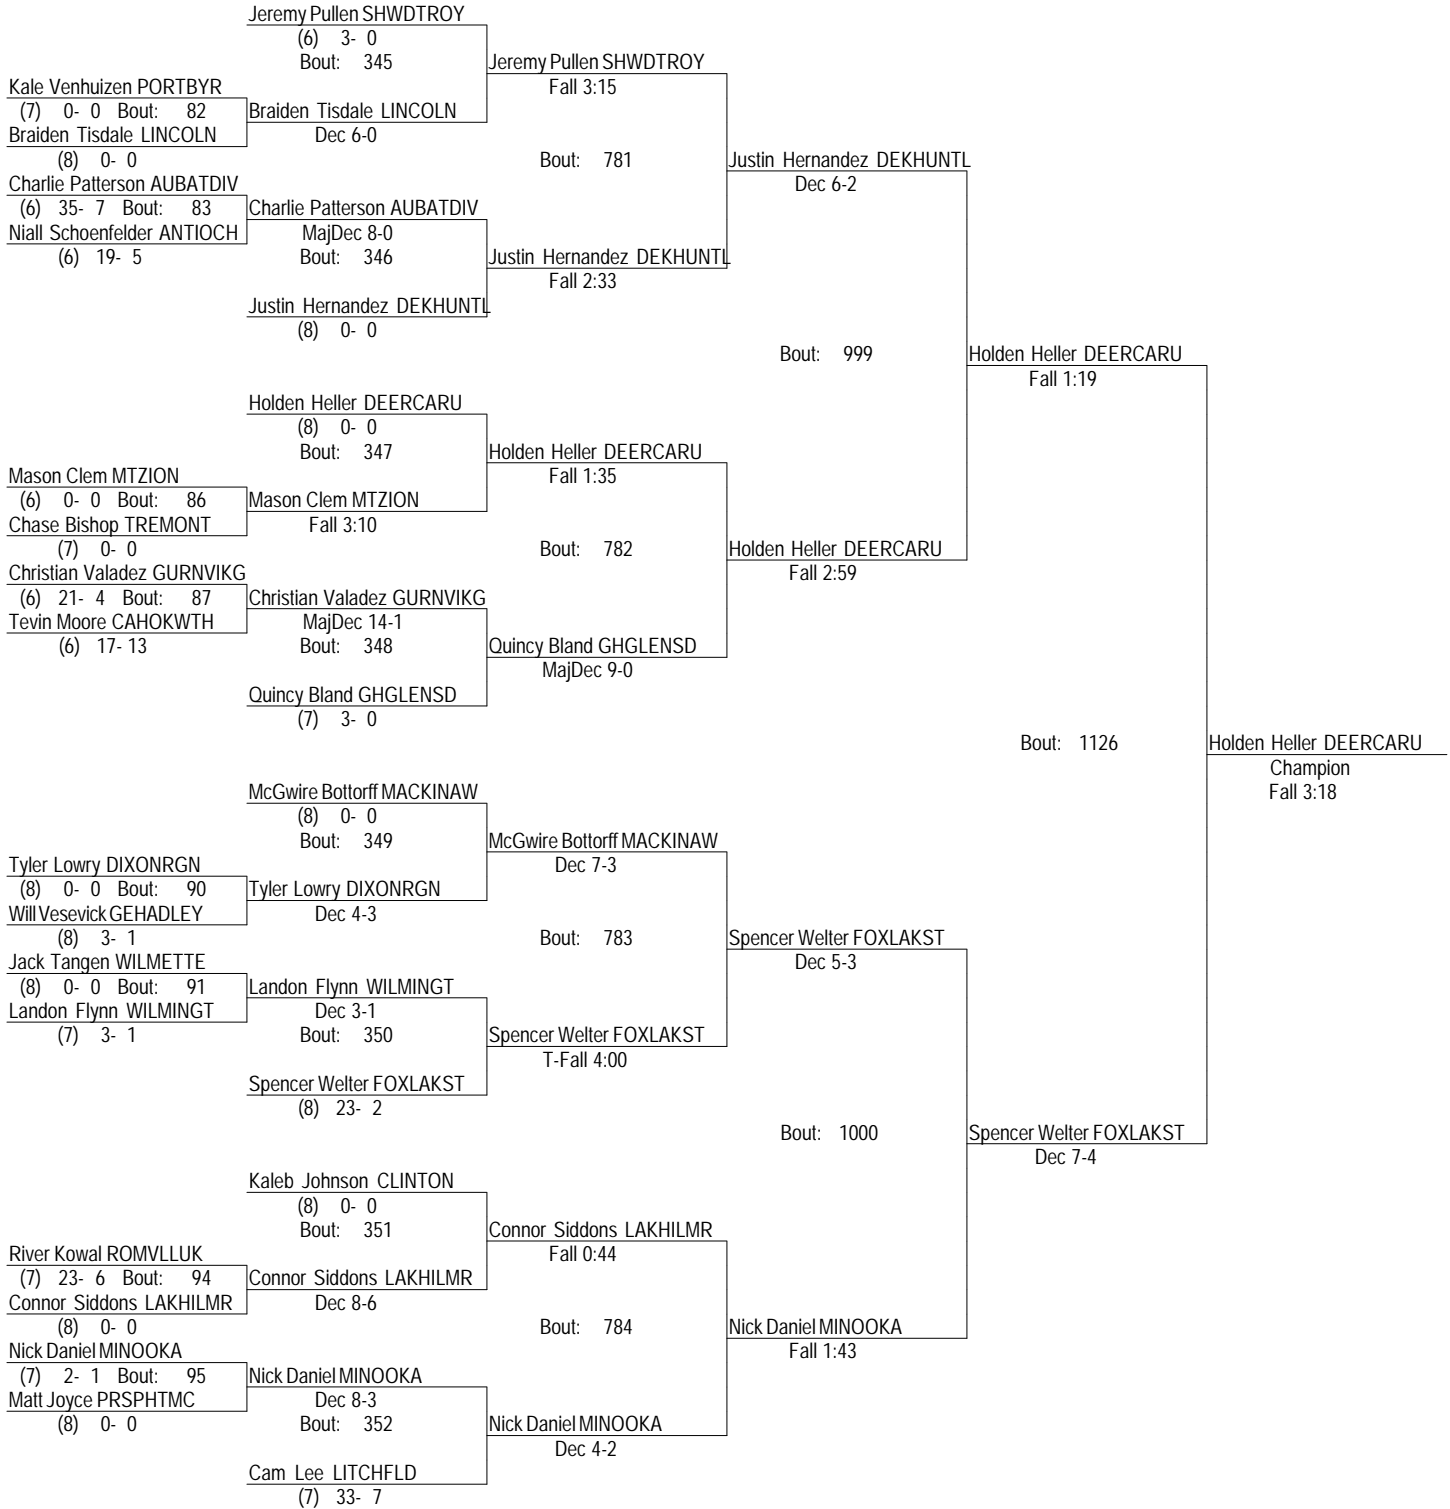 Jeremy Pullen SHWDTROY
(6) 3- 0
Bout: 345
Jeremy Pullen SHWDTROY
Fall 3:15
Kale Venhuizen PORTBYR
(7) 0- 0 Bout: 82
Braiden Tisdale LINCOLN
Braiden Tisdale LINCOLN
Dec 6-0
(8) 0- 0
Bout: 781
Justin Hernandez DEKHUNTL
Dec 6-2
Charlie Patterson AUBATDIV
(6) 35- 7 Bout: 83
Charlie Patterson AUBATDIV
Niall Schoenfelder ANTIOCH
MajDec 8-0
(6) 19- 5
Bout: 346
Justin Hernandez DEKHUNTL
Fall 2:33
Justin Hernandez DEKHUNTL
(8) 0- 0
Bout: 999
Holden Heller DEERCARU
Fall 1:19
Holden Heller DEERCARU
(8) 0- 0
Bout: 347
Holden Heller DEERCARU
Fall 1:35
Mason Clem MTZION
(6) 0- 0 Bout: 86
Mason Clem MTZION
Chase Bishop TREMONT
Fall 3:10
(7) 0- 0
Bout: 782
Holden Heller DEERCARU
Fall 2:59
Christian Valadez GURNVIKG
(6) 21- 4 Bout: 87
Christian Valadez GURNVIKG
Tevin Moore CAHOKWTH
MajDec 14-1
(6) 17- 13
Bout: 348
Quincy Bland GHGLENSD
MajDec 9-0
Quincy Bland GHGLENSD
(7) 3- 0
Bout: 1126
Holden Heller DEERCARU
Champion
Fall 3:18
McGwire Bottorff MACKINAW
(8) 0- 0
Bout: 349
McGwire Bottorff MACKINAW
Dec 7-3
Tyler Lowry DIXONRGN
(8) 0- 0 Bout: 90
Tyler Lowry DIXONRGN
Will Vesevick GEHADLEY
Dec 4-3
(8) 3- 1
Bout: 783
Spencer Welter FOXLAKST
Dec 5-3
Jack Tangen WILMETTE
(8) 0- 0 Bout: 91
Landon Flynn WILMINGT
Landon Flynn WILMINGT
Dec 3-1
(7) 3- 1
Bout: 350
Spencer Welter FOXLAKST
T-Fall 4:00
Spencer Welter FOXLAKST
(8) 23- 2
Bout: 1000
Spencer Welter FOXLAKST
Dec 7-4
Kaleb Johnson CLINTON
(8) 0- 0
Bout: 351
Connor Siddons LAKHILMR
Fall 0:44
River Kowal ROMVLLUK
(7) 23- 6 Bout: 94
Connor Siddons LAKHILMR
Connor Siddons LAKHILMR
Dec 8-6
(8) 0- 0
Bout: 784
Nick Daniel MINOOKA
Fall 1:43
Nick Daniel MINOOKA
(7) 2- 1 Bout: 95
Nick Daniel MINOOKA
Matt Joyce PRSPHTMC
Dec 8-3
(8) 0- 0
Bout: 352
Nick Daniel MINOOKA
Dec 4-2
Cam Lee LITCHFLD
(7) 33- 7